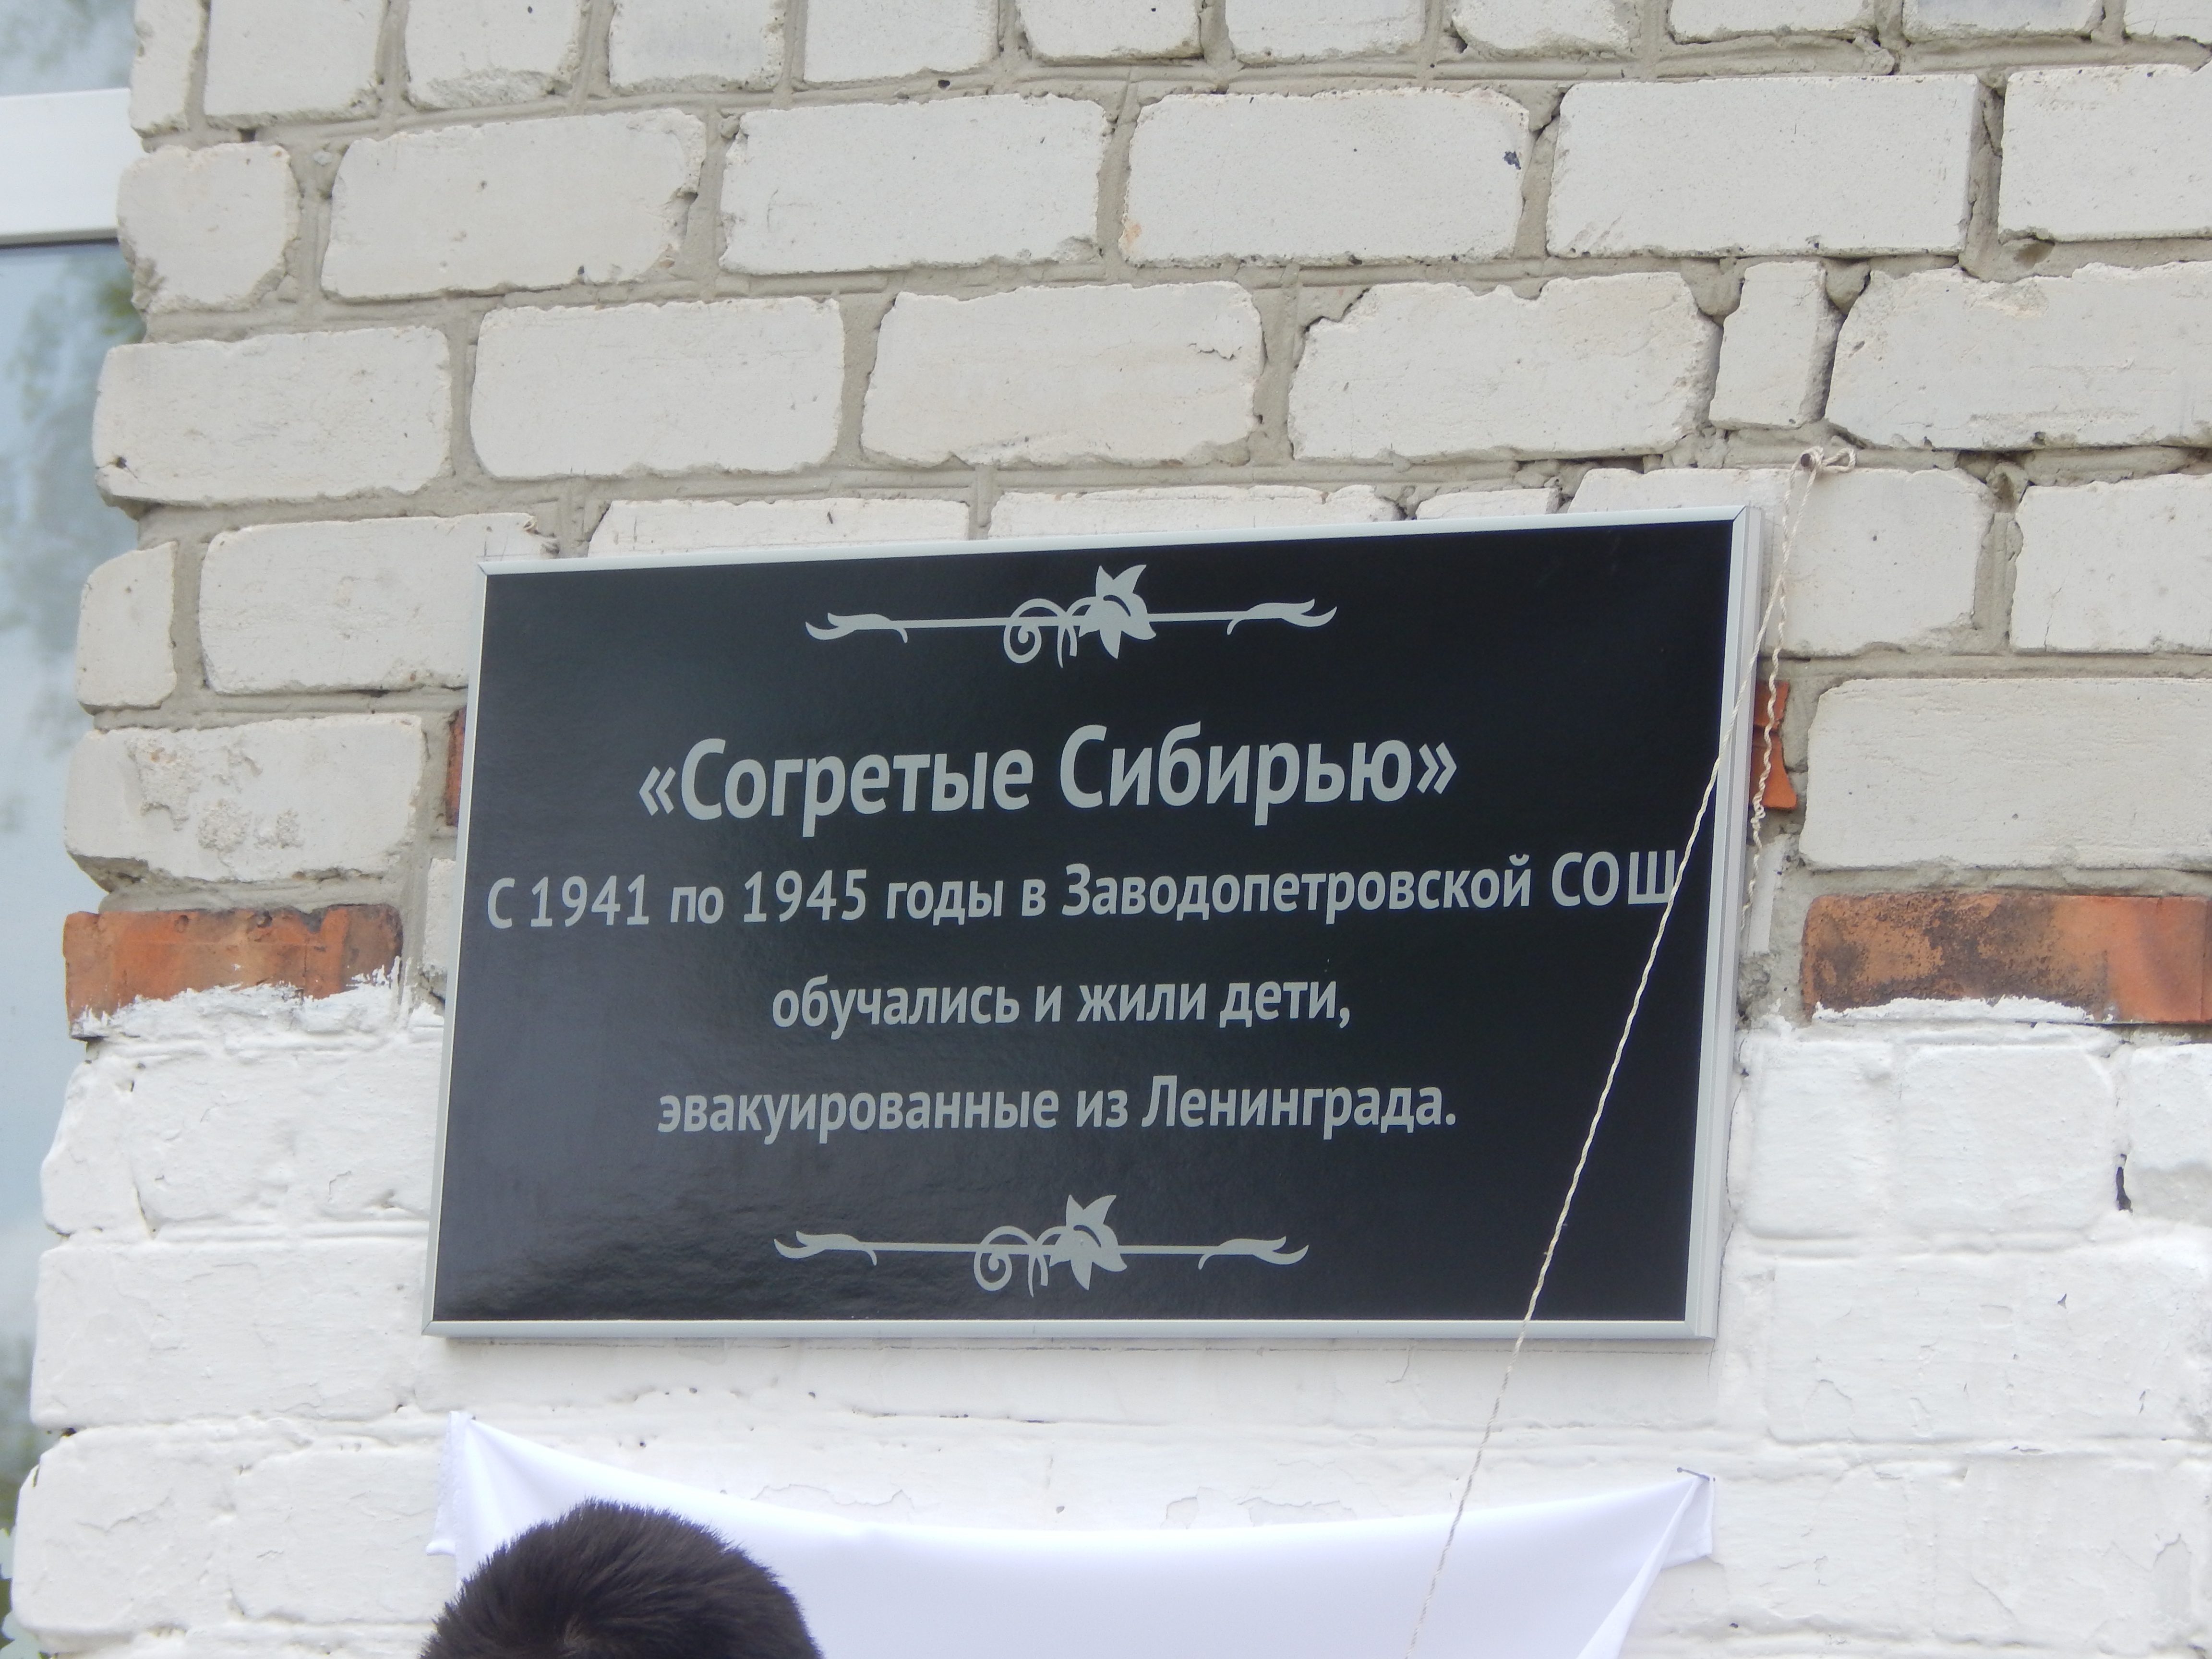 «Согретые Сибирью»
С 1941 по 1945 годы в Заводопетровской СОШ
обучались и жили дети,
эвакуированные из Ленинграда.